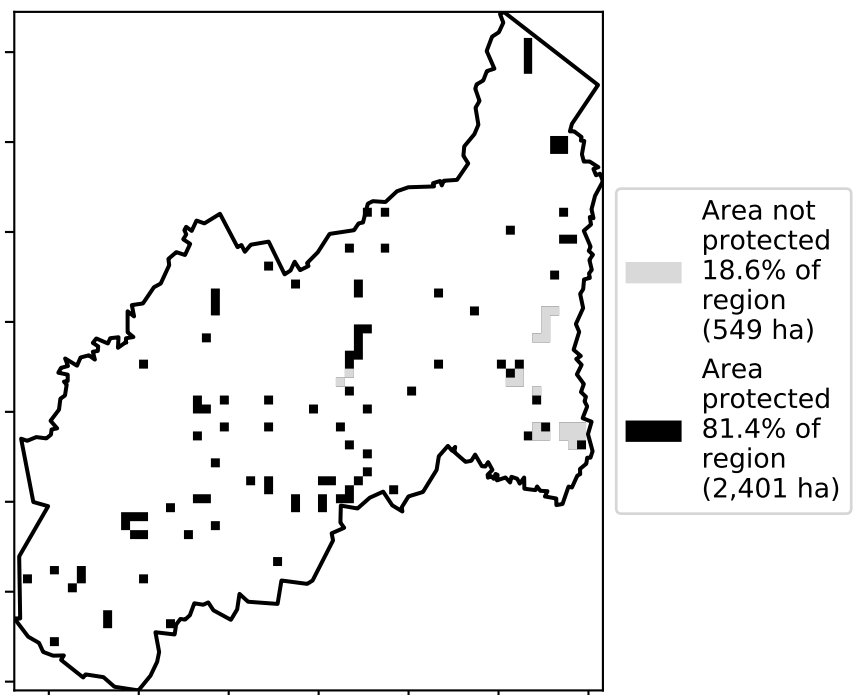 Area not
protected
18.6% of
region
(549 ha)
Area
protected
81.4% of
region
(2,401 ha)